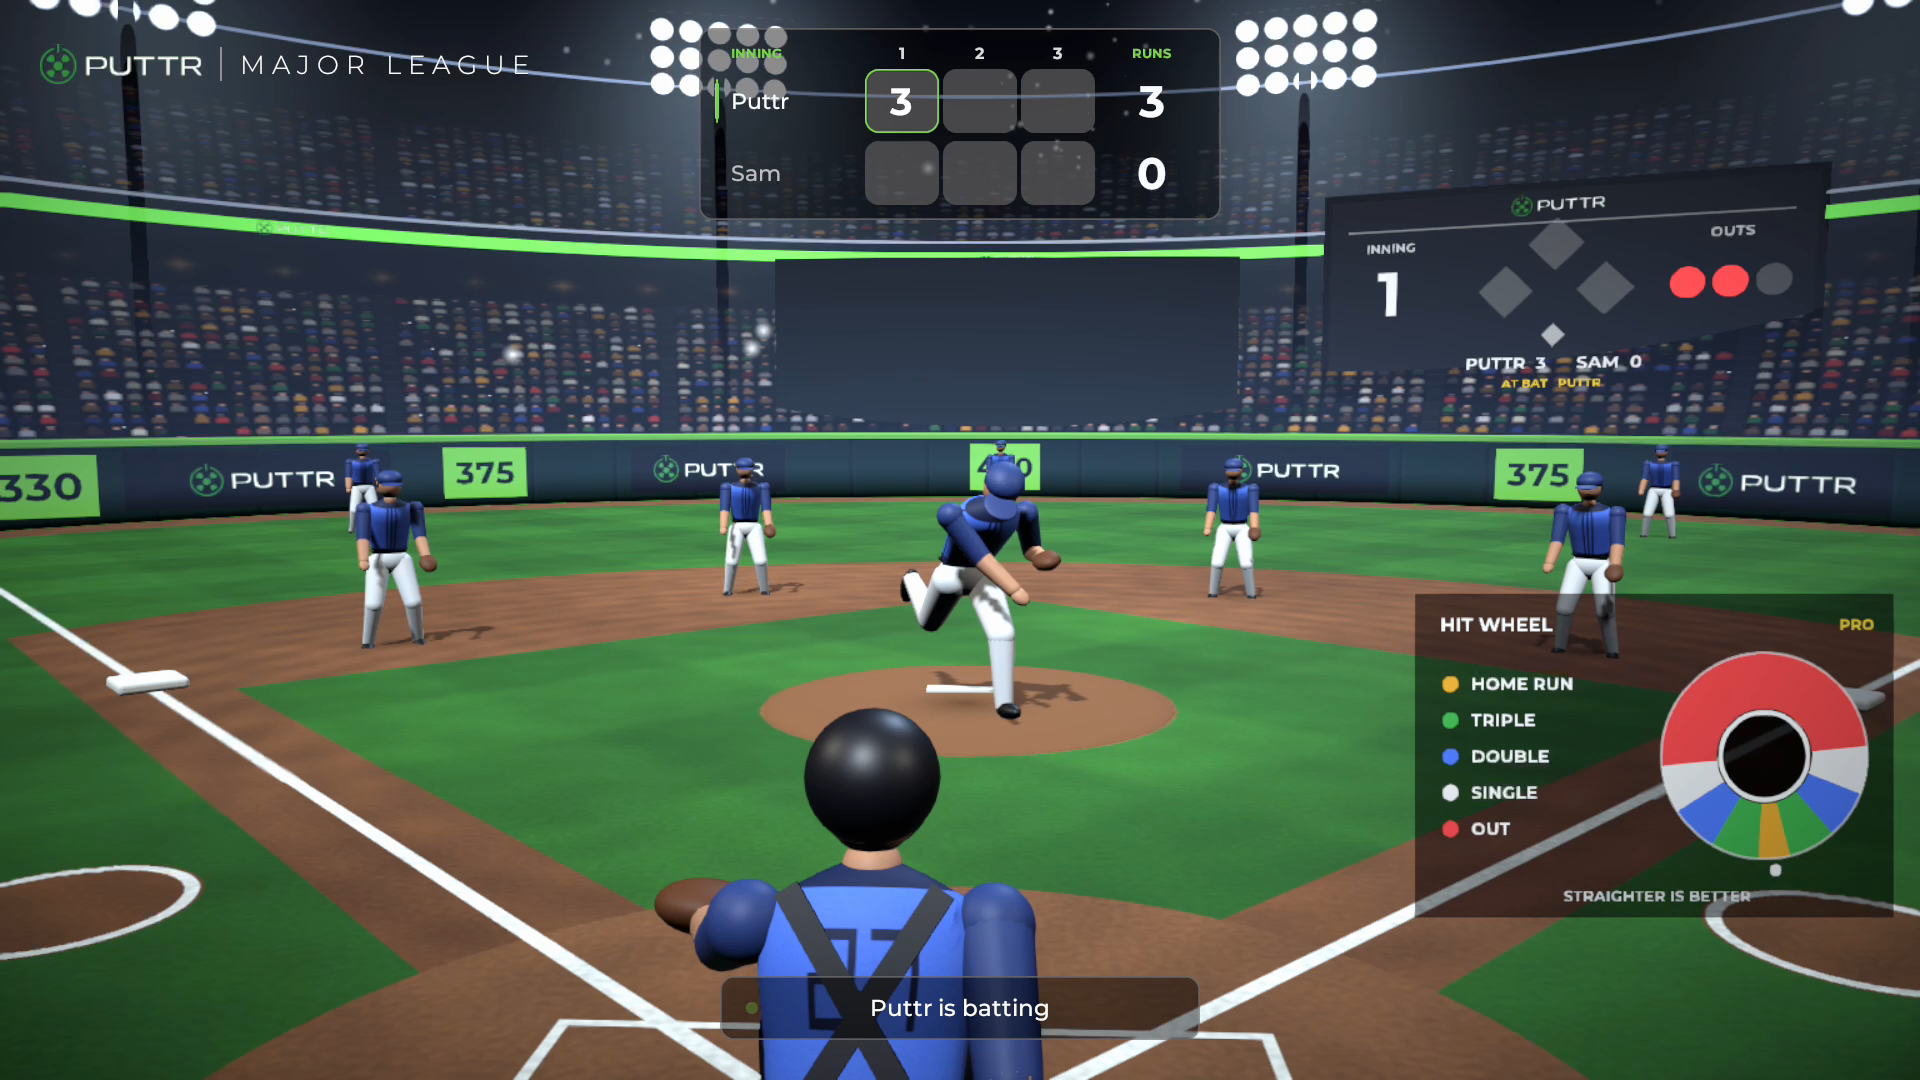 PUTTR | MAJOR LEAGUE
INNING 1 2 3 RUNS
Puttr 3 3
Sam 0
PUTTR
INNING
OUTS
1
PUTTR 3 SAM 0
AT BAT PUTTR
PUTTR
330
PUTTR
375
PUTTR
PUTTR
375
PUTTR
HIT WHEEL
PRO
HOME RUN
TRIPLE
DOUBLE
SINGLE
OUT
STRAIGHTER IS BETTER
Puttr is batting